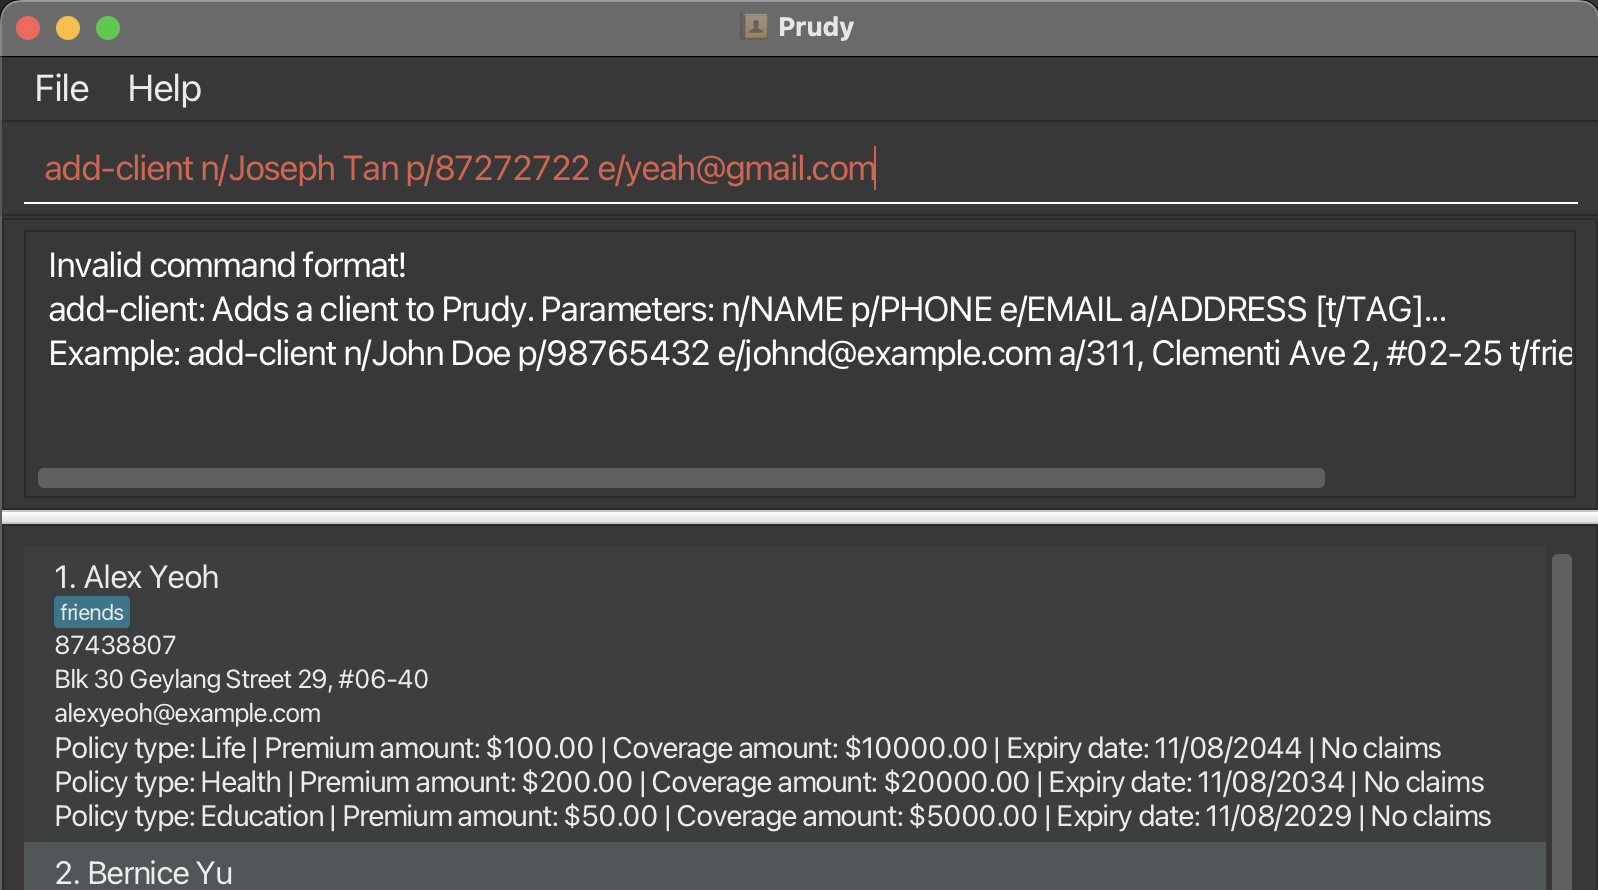 Prudy
File Help
add-client n/Joseph Tan p/87272722 e/yeah@gmail.com
Invalid command format!
add-client: Adds a client to Prudy. Parameters: n/NAME p/PHONE e/EMAIL a/ADDRESS [t/TAG]...
Example: add-client n/John Doe p/98765432 e/johnd@example.com a/311, Clementi Ave 2, #02-25 t/frie
1. Alex Yeoh
friends
87438807
Blk 30 Geylang Street 29, #06-40
alexyeoh@example.com
Policy type: Life | Premium amount: $100.00 | Coverage amount: $10000.00 | Expiry date: 11/08/2044 | No claims
Policy type: Health | Premium amount: $200.00 | Coverage amount: $20000.00 | Expiry date: 11/08/2034 | No claims
Policy type: Education | Premium amount: $50.00 | Coverage amount: $5000.00 | Expiry date: 11/08/2029 | No claims
2. Bernice Yu